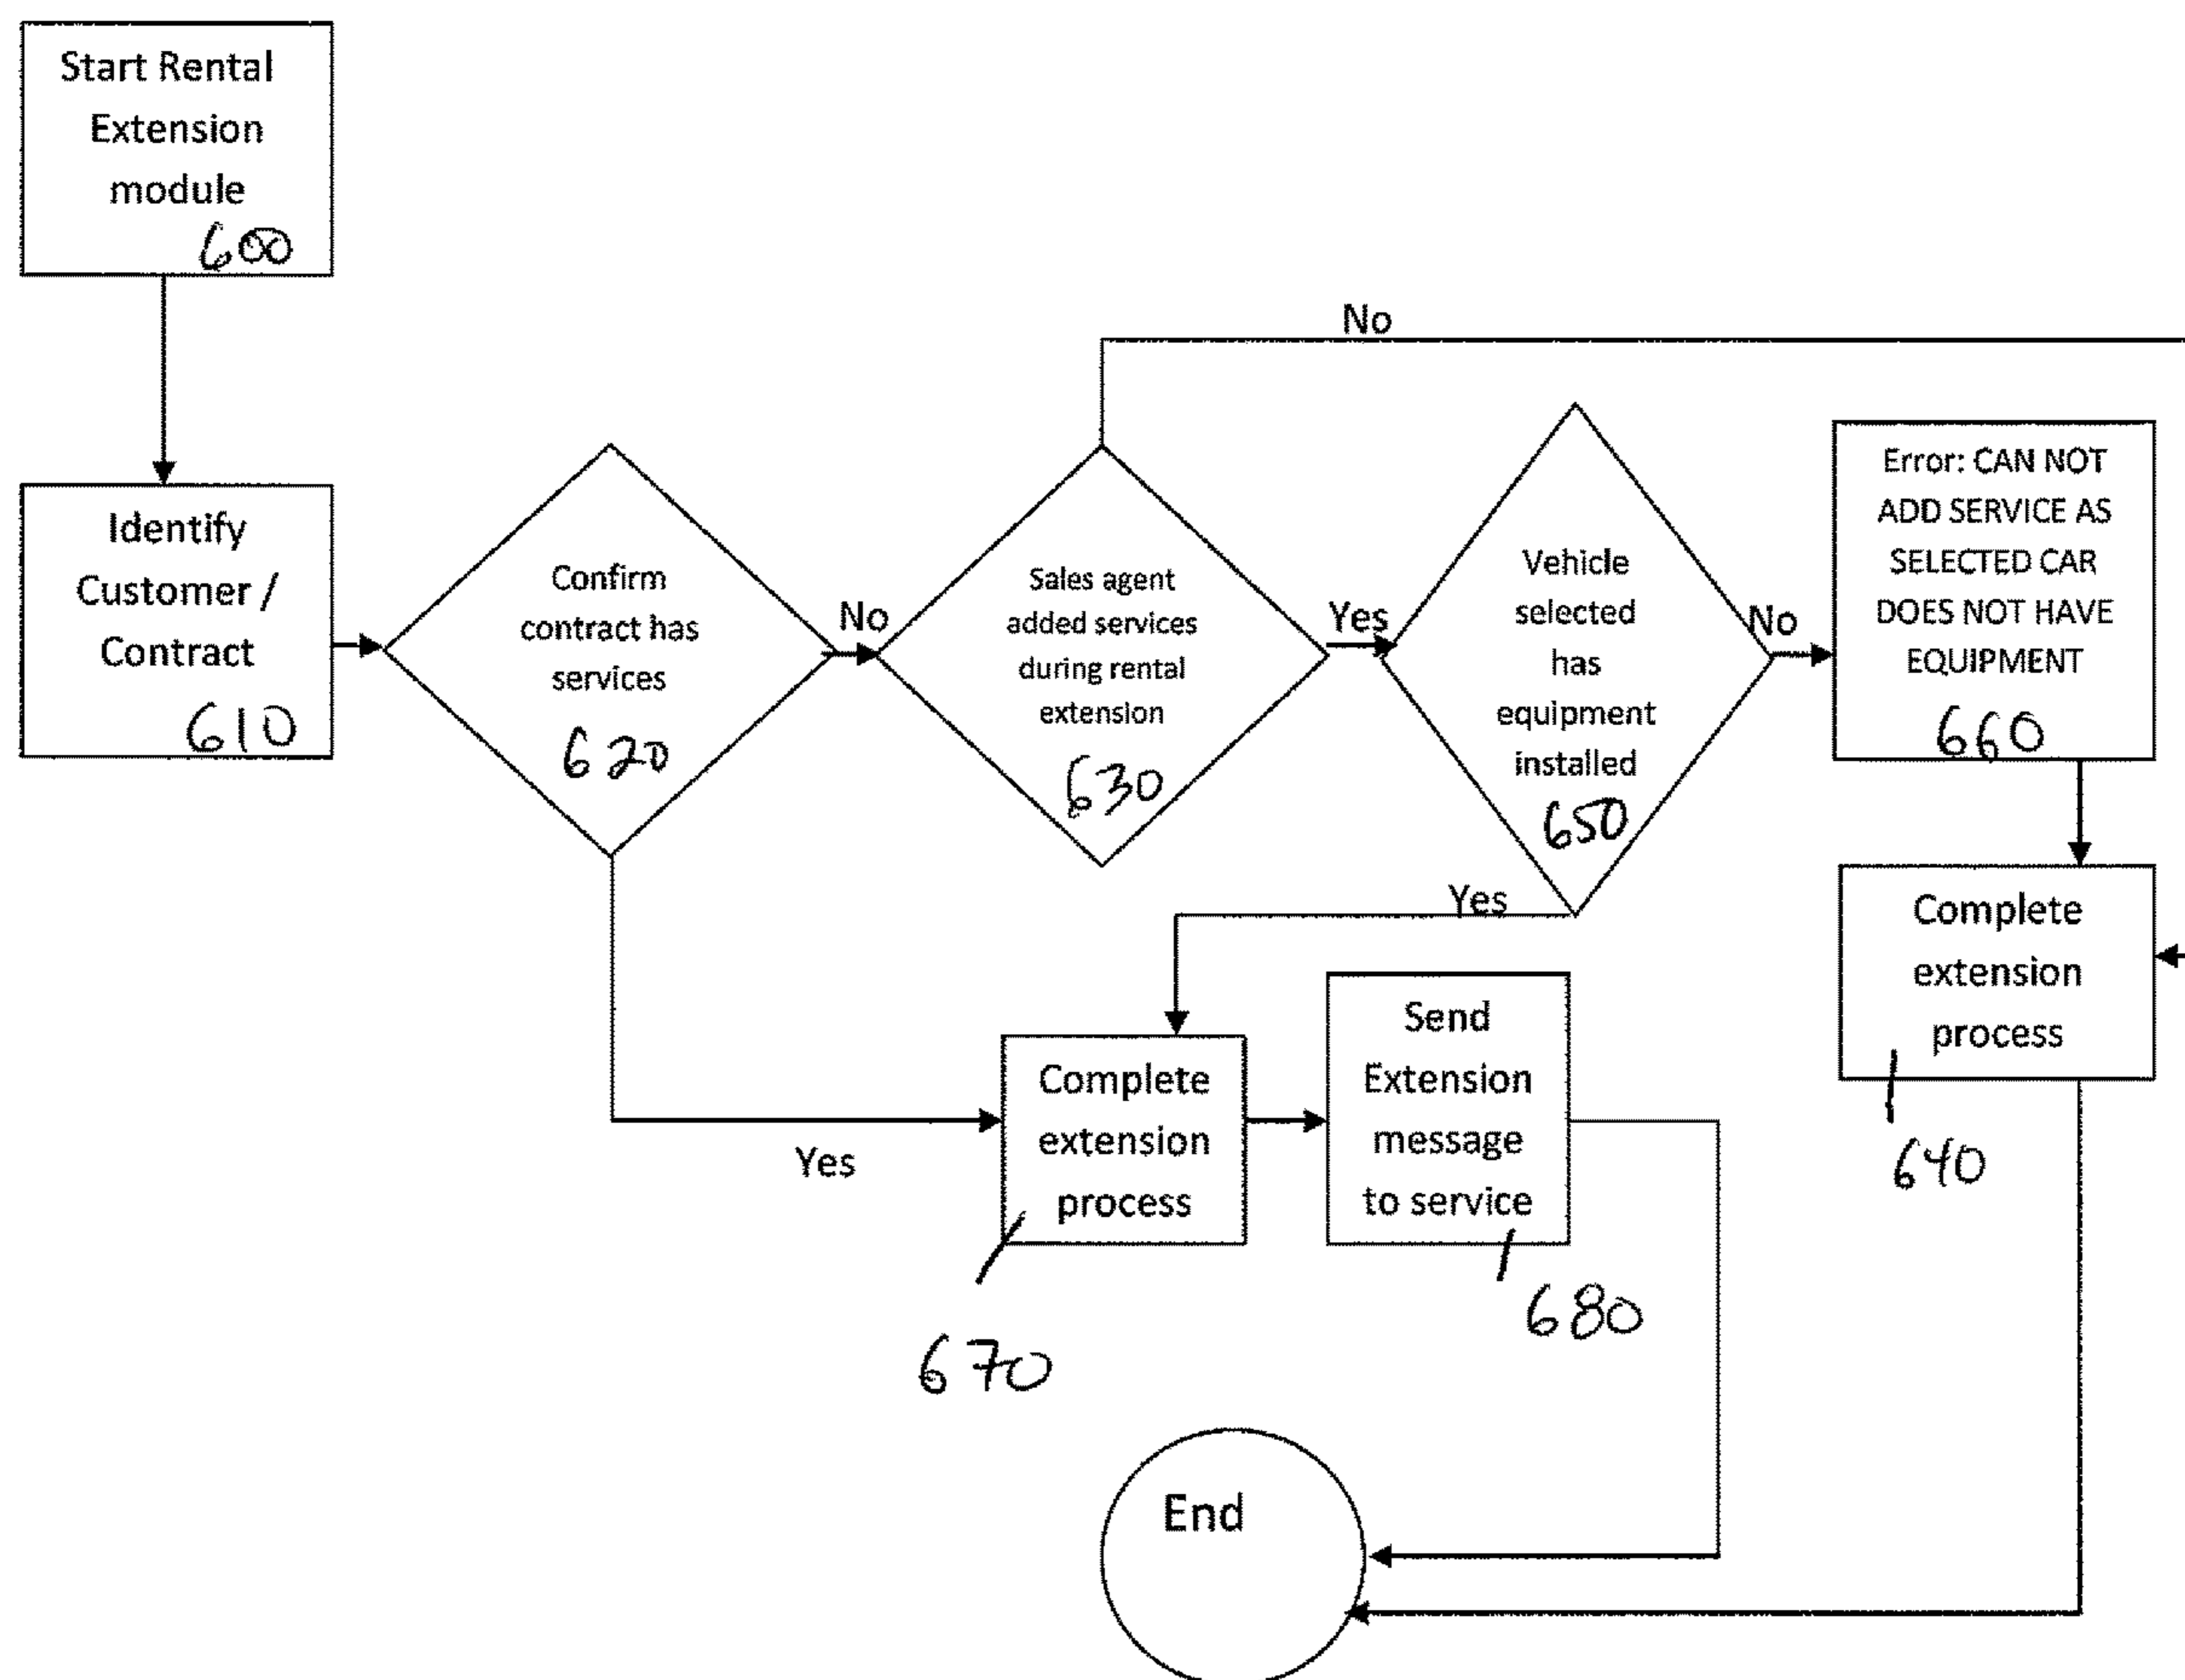 Start Rental
Extension
module
600
Identify
Customer /
Contract
610
Confirm
contract has
services
620
No
Sales agent
added services
during rental
extension
630
No
Yes
Vehicle
selected
has
equipment
installed
650
No
Error: CAN NOT
ADD SERVICE AS
SELECTED CAR
DOES NOT HAVE
EQUIPMENT
660
Complete
extension
process
640
Yes
Yes
Complete
extension
process
670
Send
Extension
message
to service
680
End